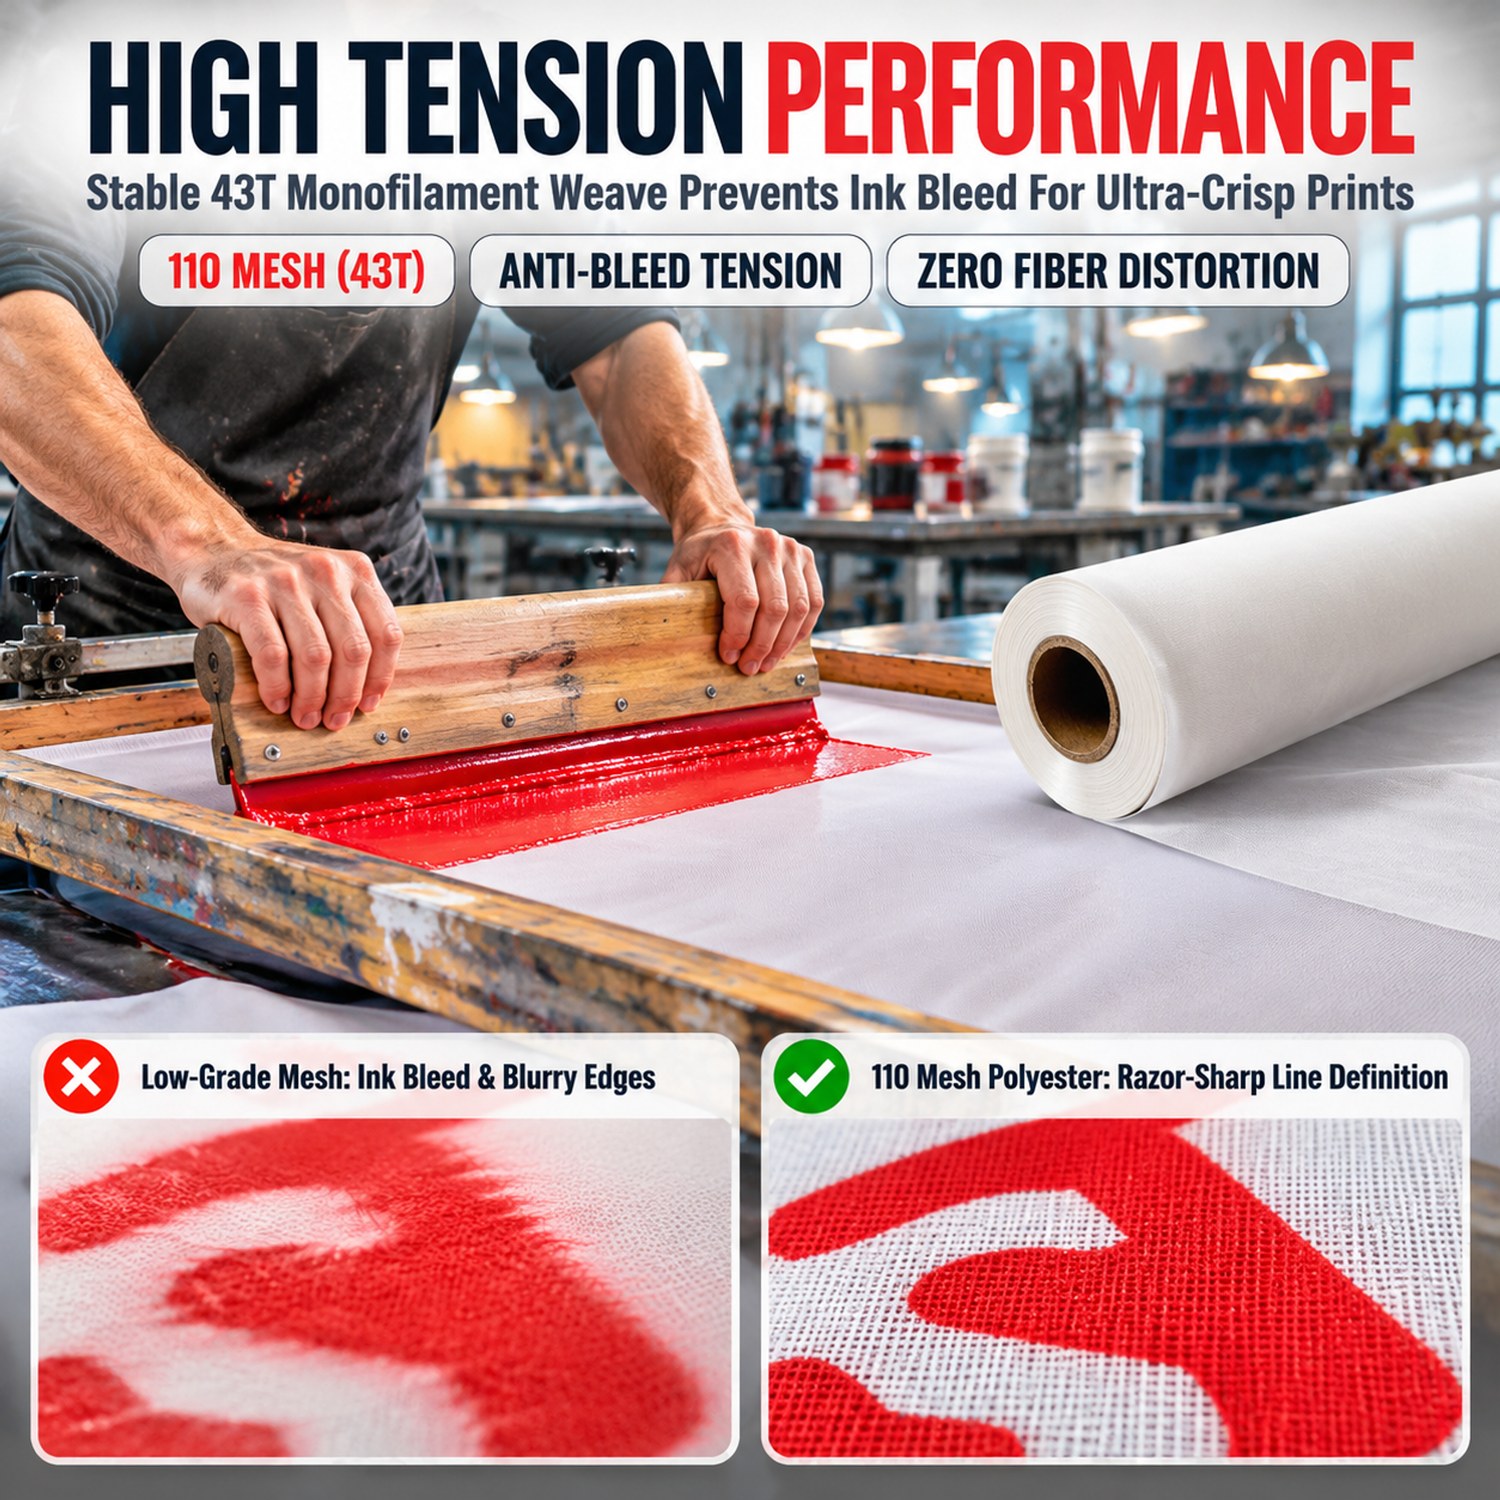 HIGH TENSION PERFORMANCE
Stable 43T Monofilament Weave Prevents Ink Bleed For Ultra-Crisp Prints
110 MESH (43T)
ANTI-BLEED TENSION
ZERO FIBER DISTORTION
Low-Grade Mesh: Ink Bleed & Blurry Edges
110 Mesh Polyester: Razor-Sharp Line Definition